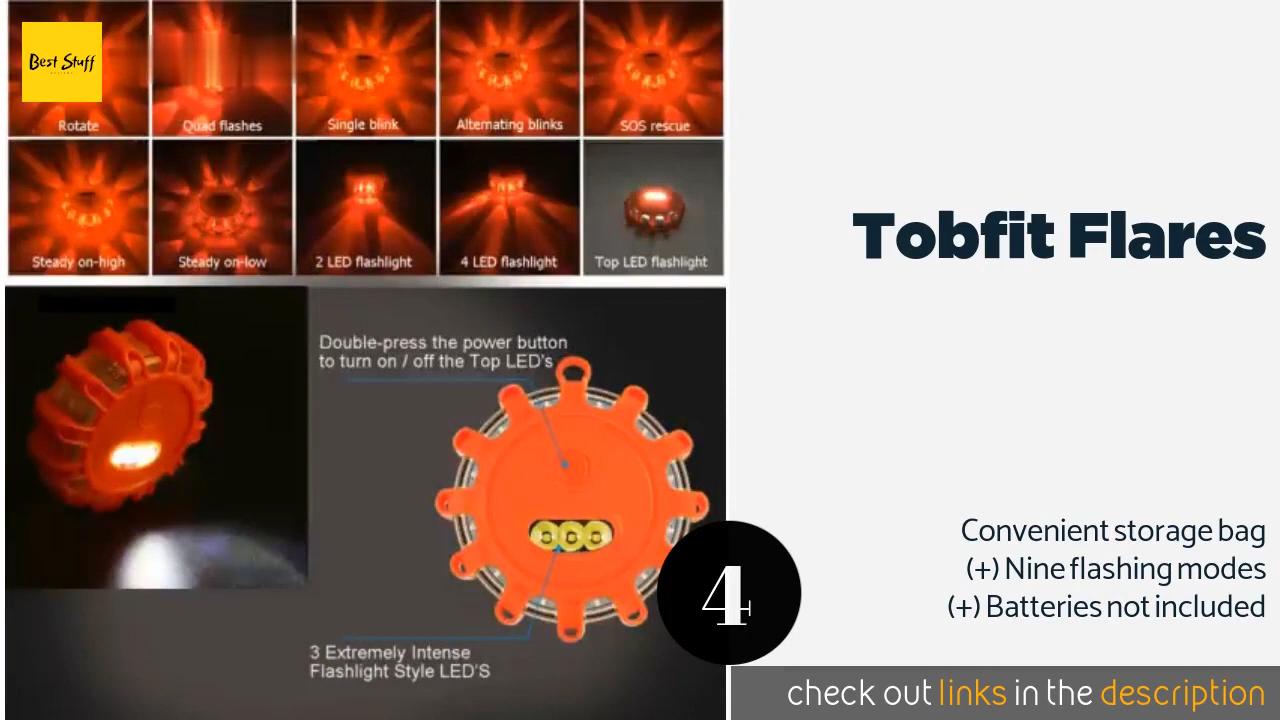 Best Stuff
Rotate
Quad flashes
Single blink
Alternating blinks
SOS rescue
Steady on-high
Steady on-low
2 LED flashlight
4 LED flashlight
Top LED flashlight
Double-press the power button
to turn on / off the Top LED's
3 Extremely Intense
Flashlight Style LED'S
4
Tobfit Flares
Convenient storage bag
(+) Nine flashing modes
(+) Batteries not included
check out links in the description